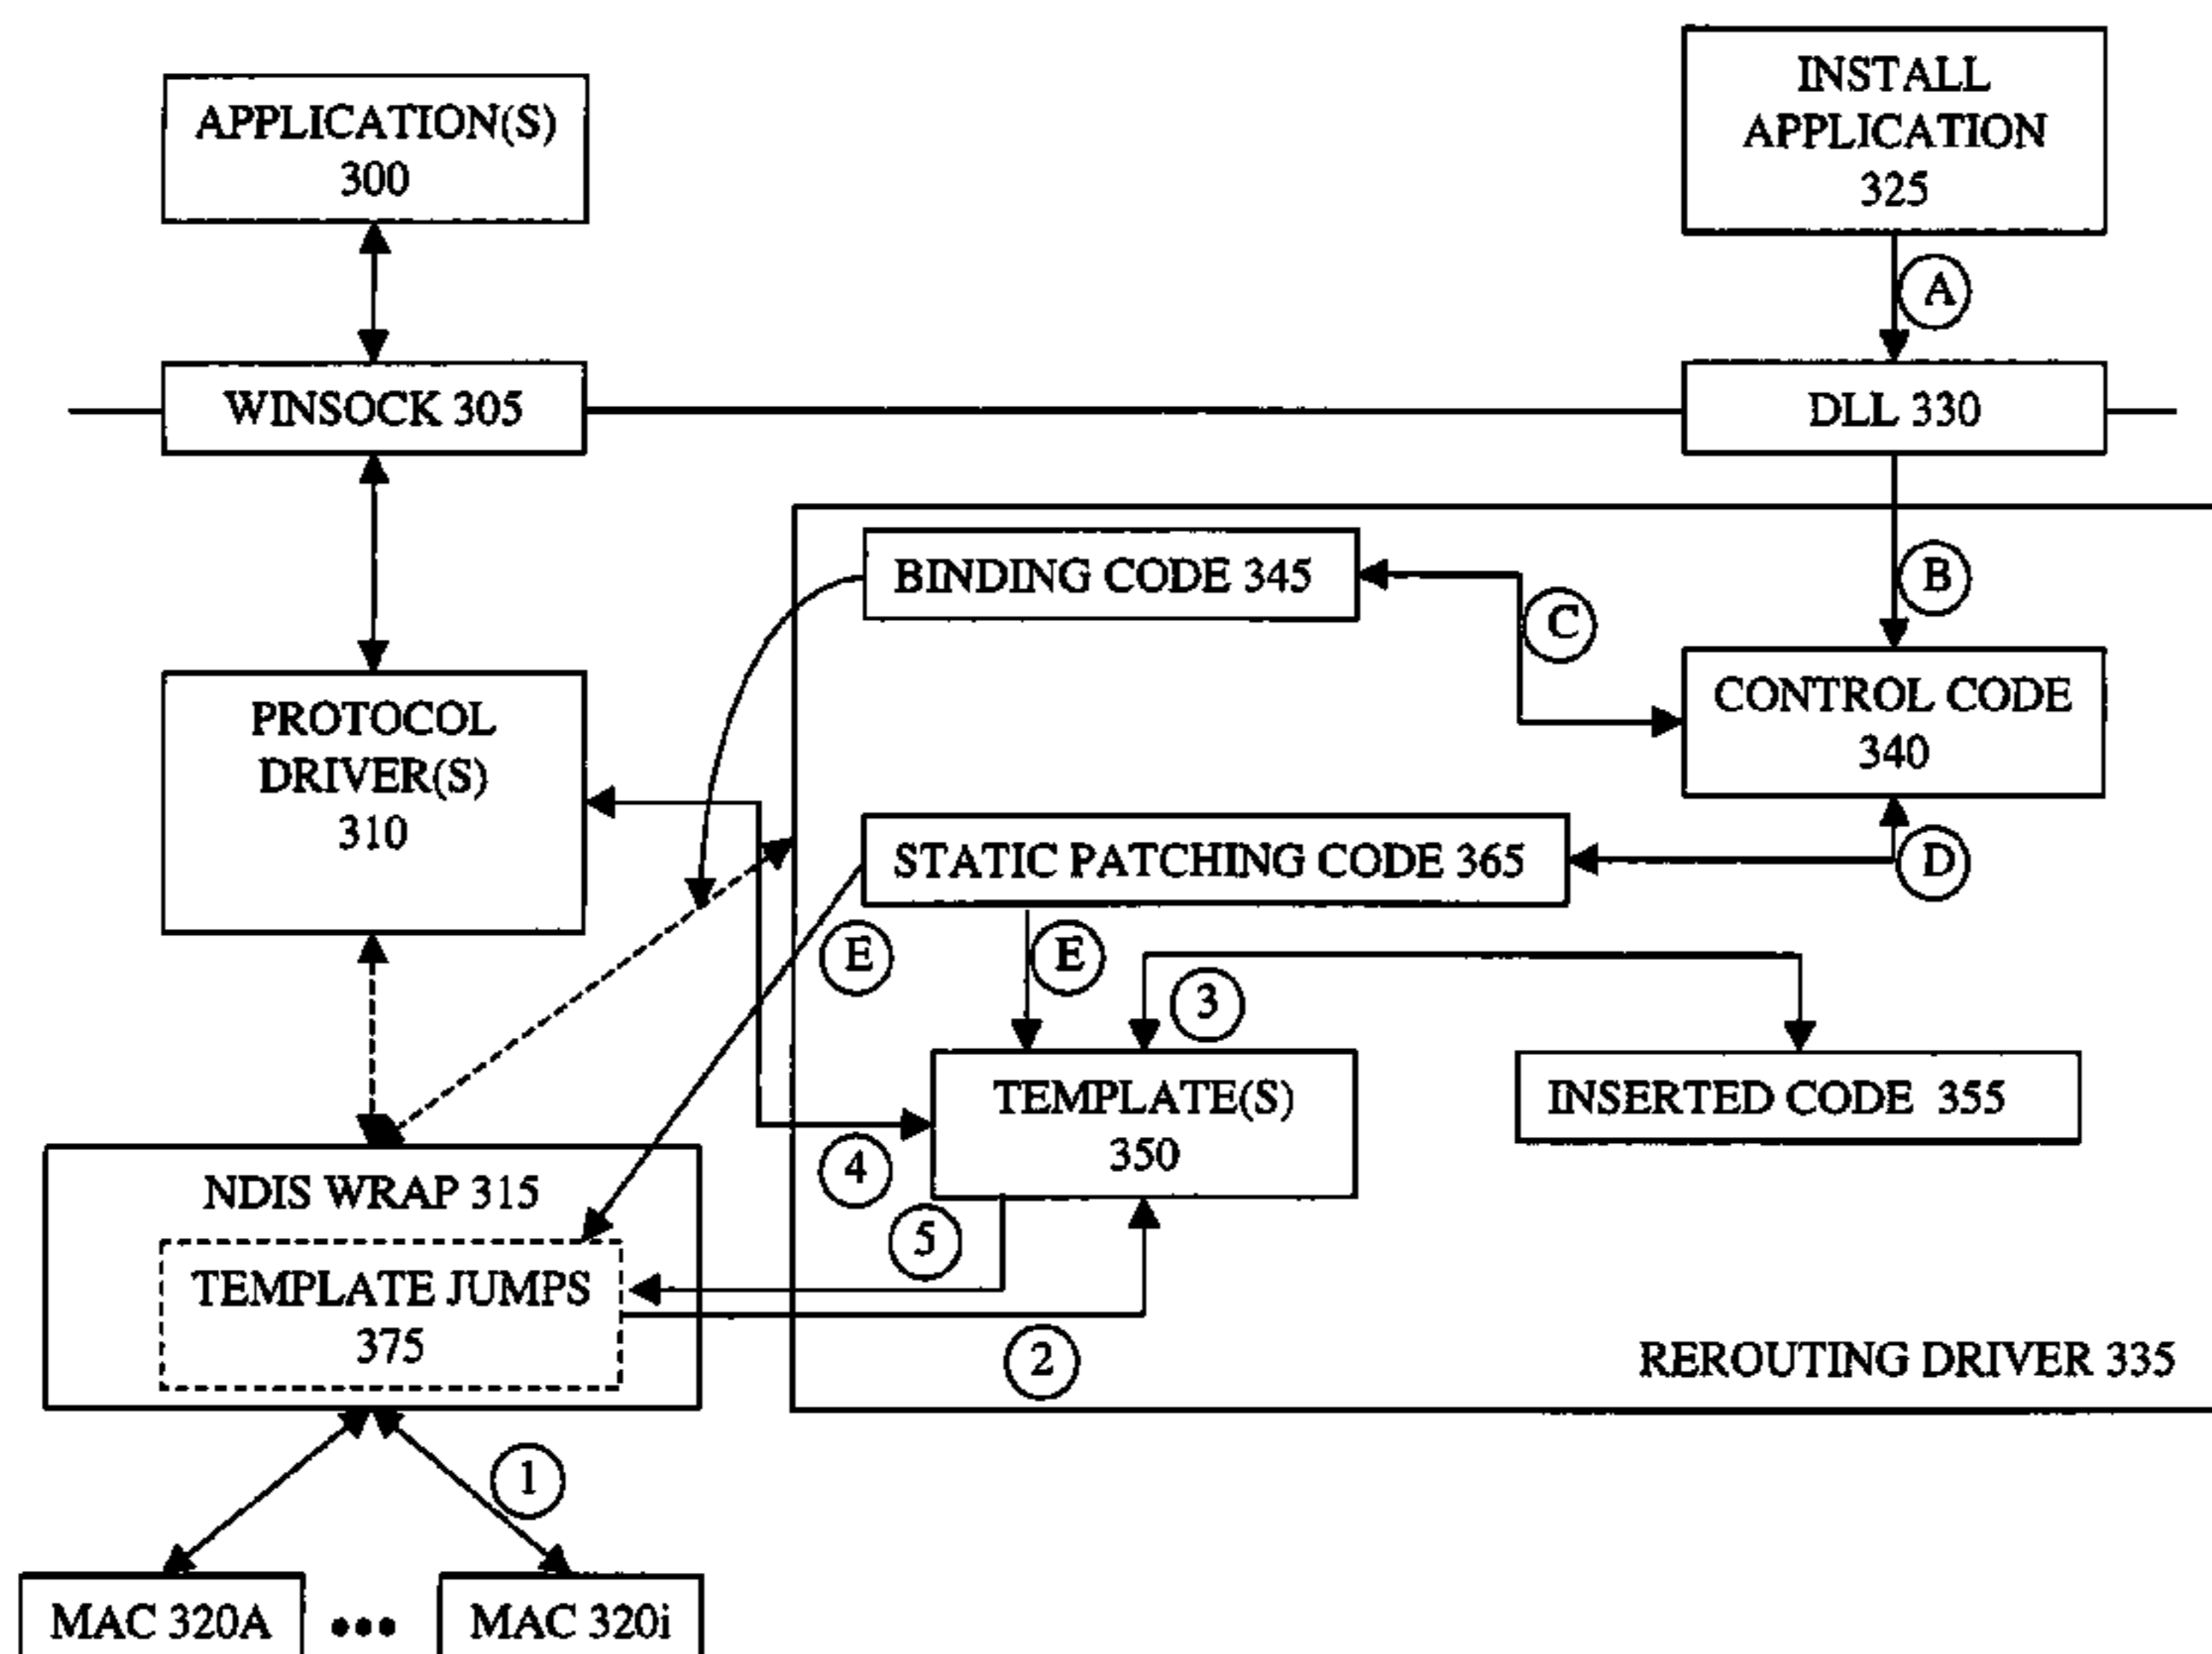 APPLICATION(S)
300
INSTALL
APPLICATION
325
A
WINSOCK 305
DLL 330
BINDING CODE 345
B
C
PROTOCOL
DRIVER(S)
310
CONTROL CODE
340
STATIC PATCHING CODE 365
D
E
E
3
TEMPLATE(S)
350
INSERTED CODE 355
4
NDIS WRAP 315
5
TEMPLATE JUMPS
375
2
REROUTING DRIVER 335
1
MAC 320A
•••
MAC 320i